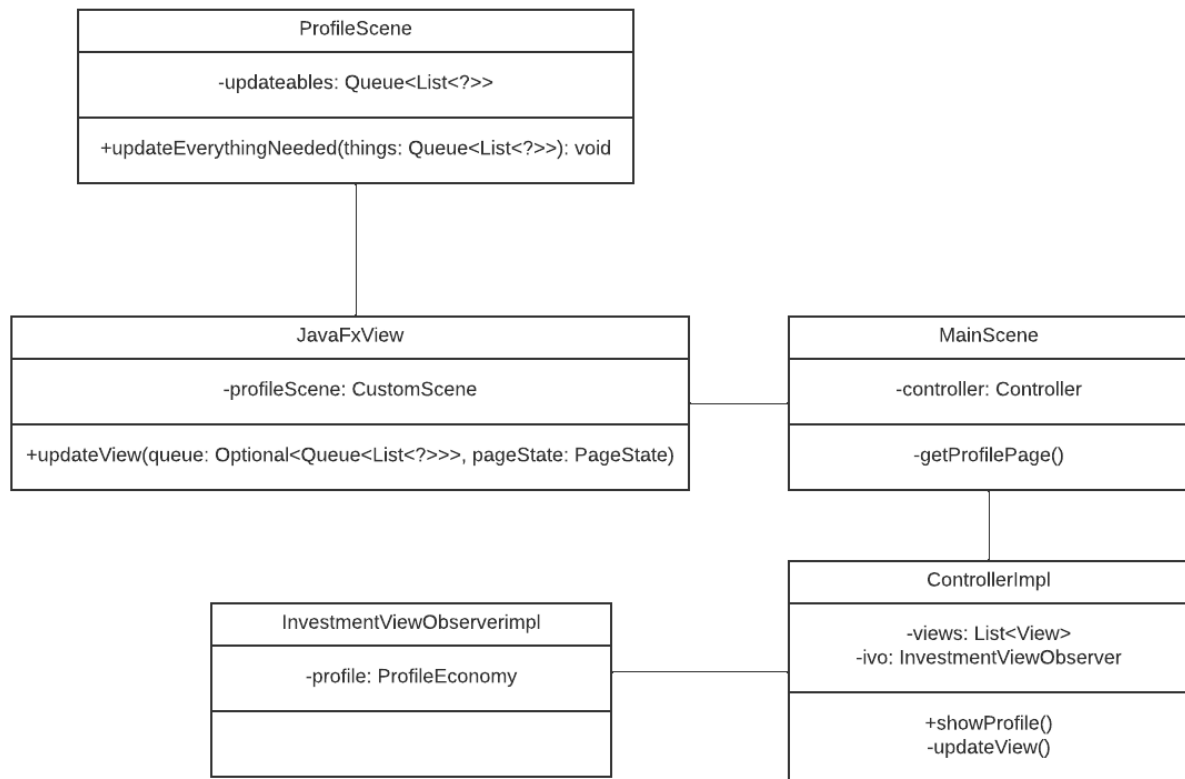 ProfileScene
-updateables: Queue<List<?>>
+updateEverythingNeeded(things: Queue<List<?>>): void
JavaFxView
-profileScene: CustomScene
+updateView(queue: Optional<Queue<List<?>>>, pageState: PageState)
MainScene
-controller: Controller
-getProfilePage()
InvestmentViewObserverimpl
-profile: ProfileEconomy
ControllerImpl
-views: List<View>
-ivo: InvestmentViewObserver
+showProfile()
-updateView()